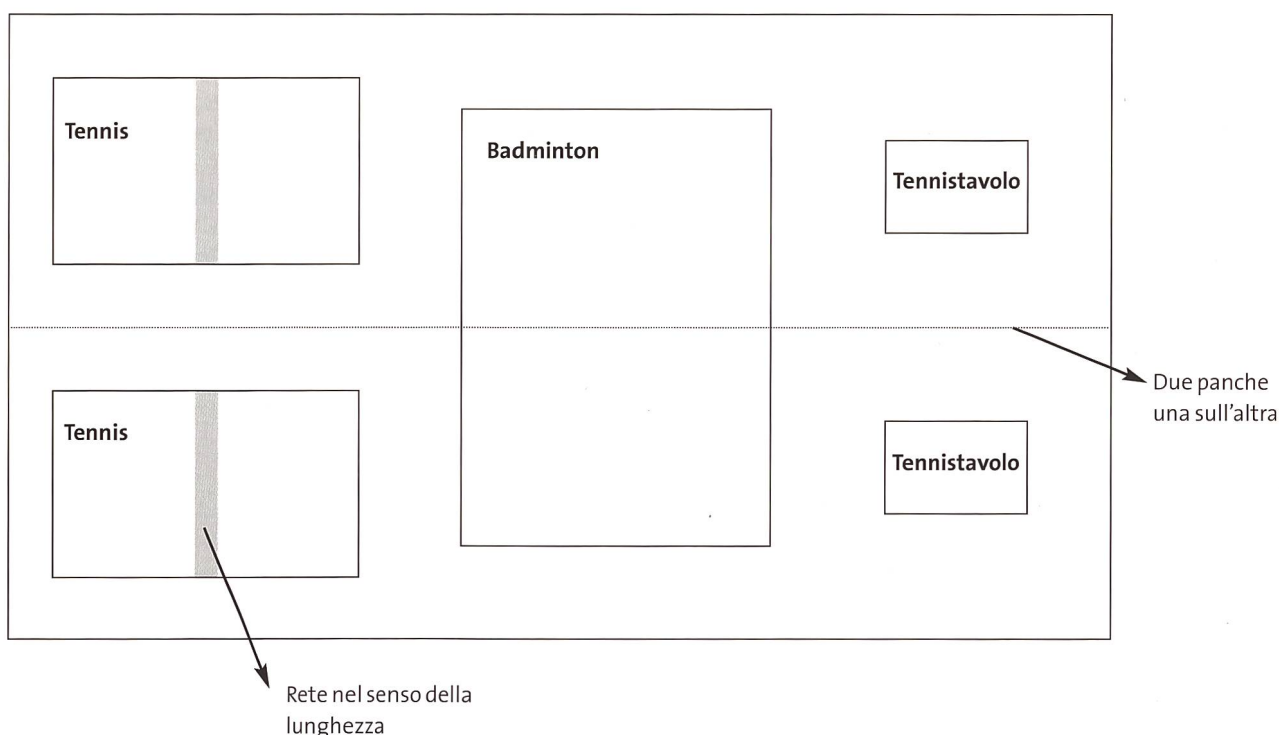 Tennis
Badminton
Tennistavolo
Due panche
una sull'altra
Tennis
Tennistavolo
Rete nel senso della
lunghezza